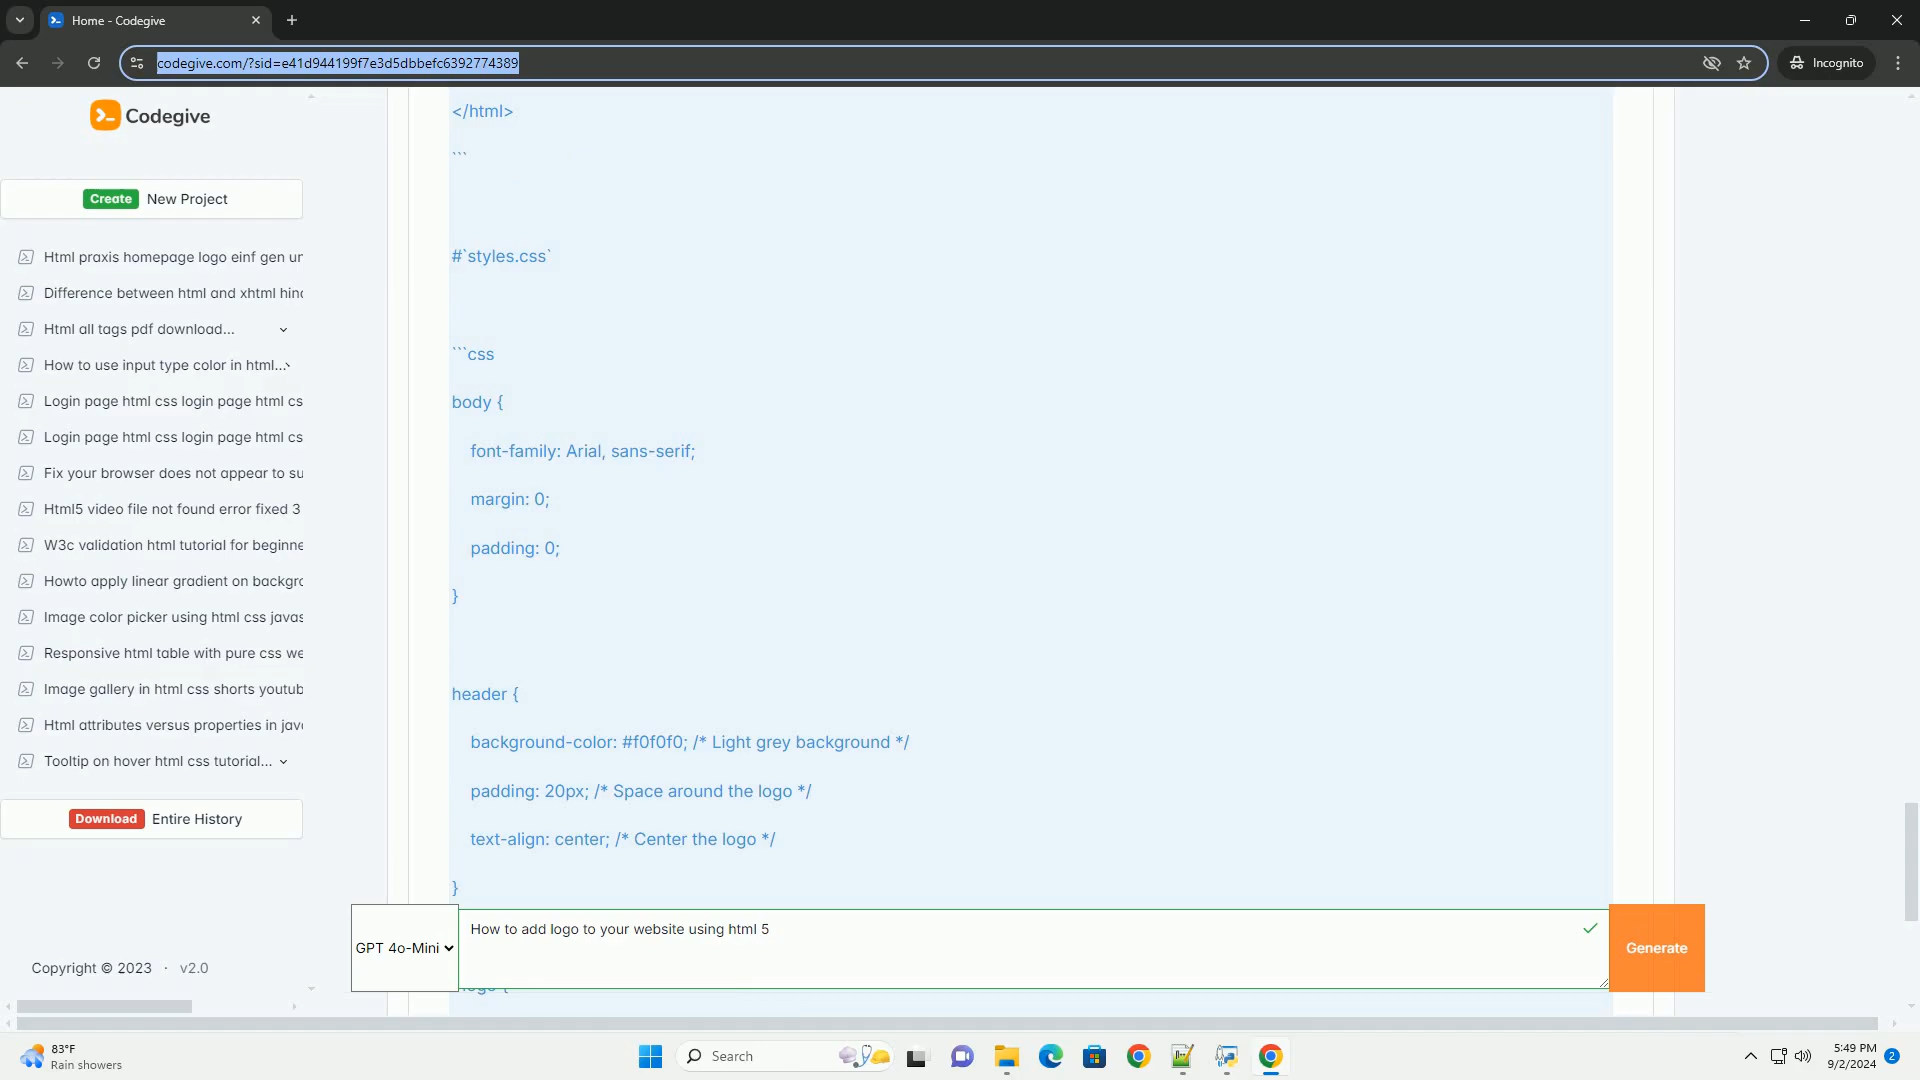 Home - Codegive
codegive.com/?sid=e41d944199f7e3d5dbbefc6392774389
Incognito
Codegive
Create New Project
Html praxis homepage logo einf gen un
Difference between html and xhtml hind
Html all tags pdf download...
How to use input type color in html...
Login page html css login page html cs
Login page html css login page html cs
Fix your browser does not appear to su
Html5 video file not found error fixed 3
W3c validation html tutorial for beginne
Howto apply linear gradient on backgro
Image color picker using html css javas
Responsive html table with pure css we
Image gallery in html css shorts youtub
Html attributes versus properties in java
Tooltip on hover html css tutorial...
Download Entire History
Copyright © 2023 · v2.0
</html>
```
#`styles.css`
```css
body {
font-family: Arial, sans-serif;
margin: 0;
padding: 0;
}
header {
background-color: #f0f0f0; /* Light grey background */
padding: 20px; /* Space around the logo */
text-align: center; /* Center the logo */
}
GPT 4o-Mini
How to add logo to your website using html 5
Generate
83°F
Rain showers
Search
5:49 PM
9/2/2024
2